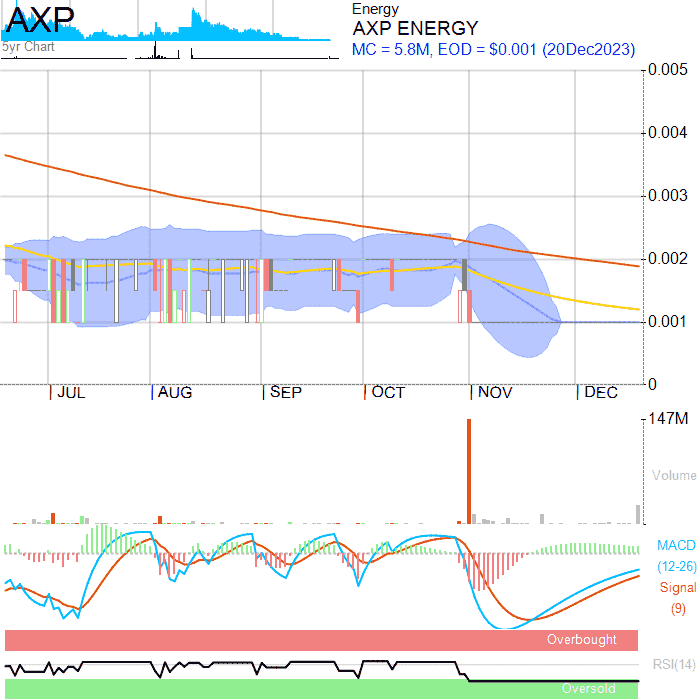 AXP
5yr Chart
Energy
AXP ENERGY
MC = 5.8M, EOD = $0.001 (20Dec2023)
0.005
0.004
0.003
0.002
0.001
0
JUL AUG SEP OCT NOV DEC
147M
Volume
MACD
(12-26)
Signal
(9)
Overbought
RSI(14)
Oversold